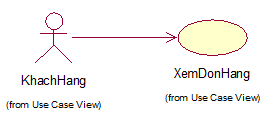 KhachHang
(from Use Case View)
XemDonHang
(from Use Case View)